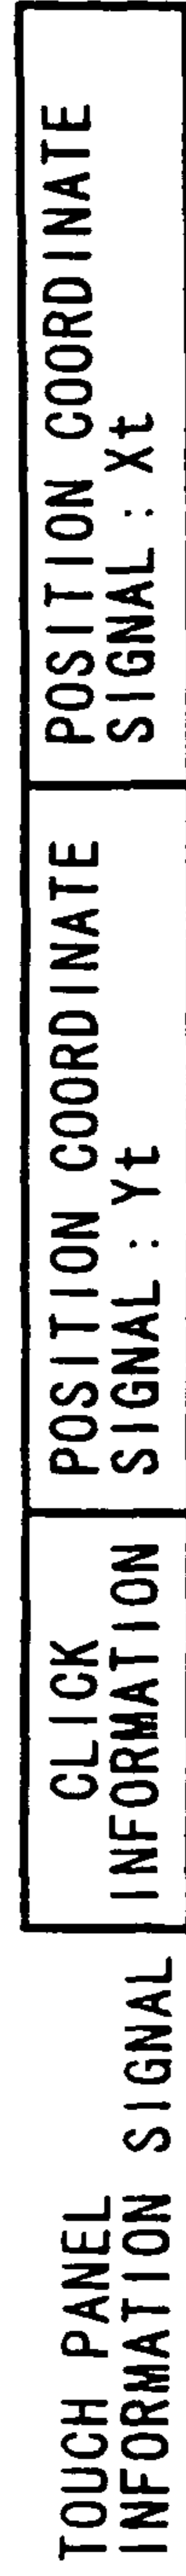 TOUCH PANEL
INFORMATION SIGNAL
CLICK
INFORMATION
POSITION COORDINATE
SIGNAL : Yt
POSITION COORDINATE
SIGNAL : Xt